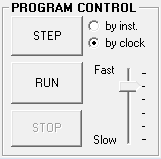 PROGRAM CONTROL
STEP
by inst.
by clock
RUN
Fast
STOP
Slow